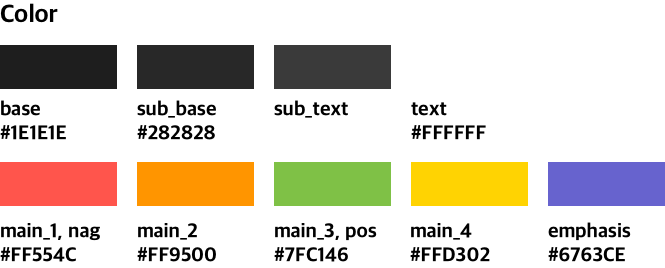 Color
base
#1E1E1E
sub_base
#282828
sub_text
text
#FFFFFF
main_1, nag
#FF554C
main_2
#FF9500
main_3, pos
#7FC146
main_4
#FFD302
emphasis
#6763CE